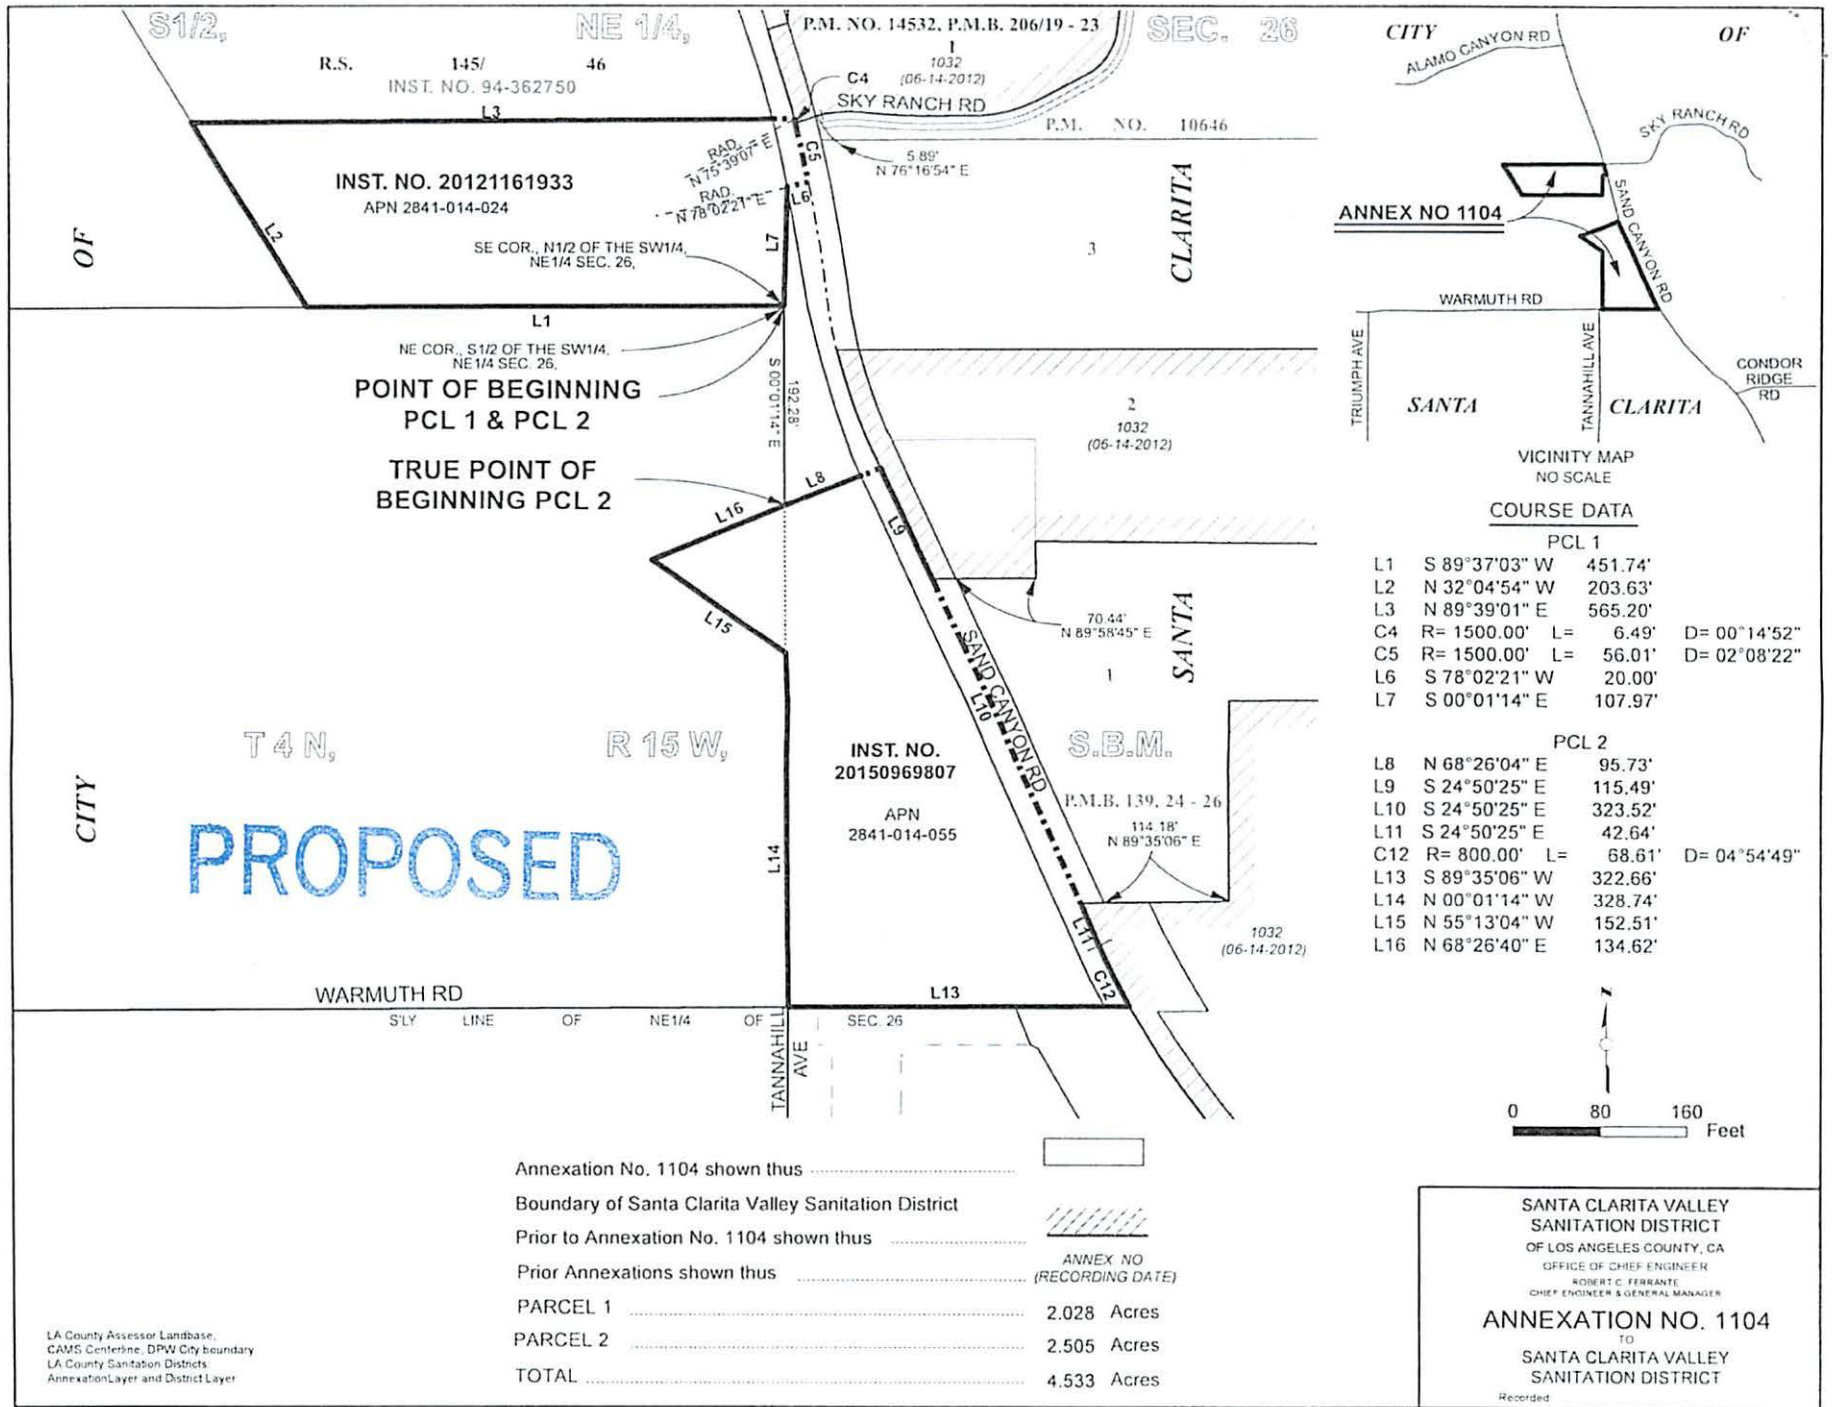 S1/2, NE 1/4, SEC. 26
P.M. NO. 14532, P.M.B. 206/19 - 23
1
1032
(06-14-2012)
R.S. 145/ 46
INST. NO. 94-362750
L3
C4
SKY RANCH RD
P.M. NO. 10646
C5
5.89'
N 76°16'54" E
RAD.
N 75°39'07" E
RAD.
N 78°02'21" E
L6
INST. NO. 20121161933
APN 2841-014-024
L2
L7
SE COR., N1/2 OF THE SW1/4,
NE1/4 SEC. 26,
OF
L1
NE COR., S1/2 OF THE SW1/4,
NE1/4 SEC. 26,
POINT OF BEGINNING
PCL 1 & PCL 2
S 00°01'14" E
192.28'
TRUE POINT OF
BEGINNING PCL 2
L8
L16
L9
L15
3
CLARITA
2
1032
(06-14-2012)
70.44'
N 89°58'45" E
SANTA
1
SAND CANYON RD
L10
T 4 N, R 15 W, S.B.M.
INST. NO.
20150969807
APN
2841-014-055
CITY
PROPOSED
L14
P.M.B. 139, 24 - 26
114.18'
N 89°35'06" E
L11
C12
1032
(06-14-2012)
WARMUTH RD
L13
S'LY LINE OF NE1/4 OF SEC. 26
TANNAHILL
AVE
CITY OF
ALAMO CANYON RD
SKY RANCH RD
ANNEX NO 1104
SAND CANYON RD
WARMUTH RD
TRIUMPH AVE
TANNAHILL AVE
CONDOR
RIDGE
RD
SANTA CLARITA
VICINITY MAP
NO SCALE
COURSE DATA
PCL 1
L1 S 89°37'03" W 451.74'
L2 N 32°04'54" W 203.63'
L3 N 89°39'01" E 565.20'
C4 R= 1500.00' L= 6.49' D= 00°14'52"
C5 R= 1500.00' L= 56.01' D= 02°08'22"
L6 S 78°02'21" W 20.00'
L7 S 00°01'14" E 107.97'
PCL 2
L8 N 68°26'04" E 95.73'
L9 S 24°50'25" E 115.49'
L10 S 24°50'25" E 323.52'
L11 S 24°50'25" E 42.64'
C12 R= 800.00' L= 68.61' D= 04°54'49"
L13 S 89°35'06" W 322.66'
L14 N 00°01'14" W 328.74'
L15 N 55°13'04" W 152.51'
L16 N 68°26'40" E 134.62'
N
0 80 160
Feet
Annexation No. 1104 shown thus
Boundary of Santa Clarita Valley Sanitation District
Prior to Annexation No. 1104 shown thus
Prior Annexations shown thus
ANNEX. NO
(RECORDING DATE)
PARCEL 1 2.028 Acres
PARCEL 2 2.505 Acres
TOTAL 4.533 Acres
LA County Assessor Landbase,
CAMS Centerline, DPW City boundary
LA County Sanitation Districts
AnnexationLayer and District Layer
SANTA CLARITA VALLEY
SANITATION DISTRICT
OF LOS ANGELES COUNTY, CA
OFFICE OF CHIEF ENGINEER
ROBERT C. FERRANTE
CHIEF ENGINEER & GENERAL MANAGER
ANNEXATION NO. 1104
TO
SANTA CLARITA VALLEY
SANITATION DISTRICT
Recorded